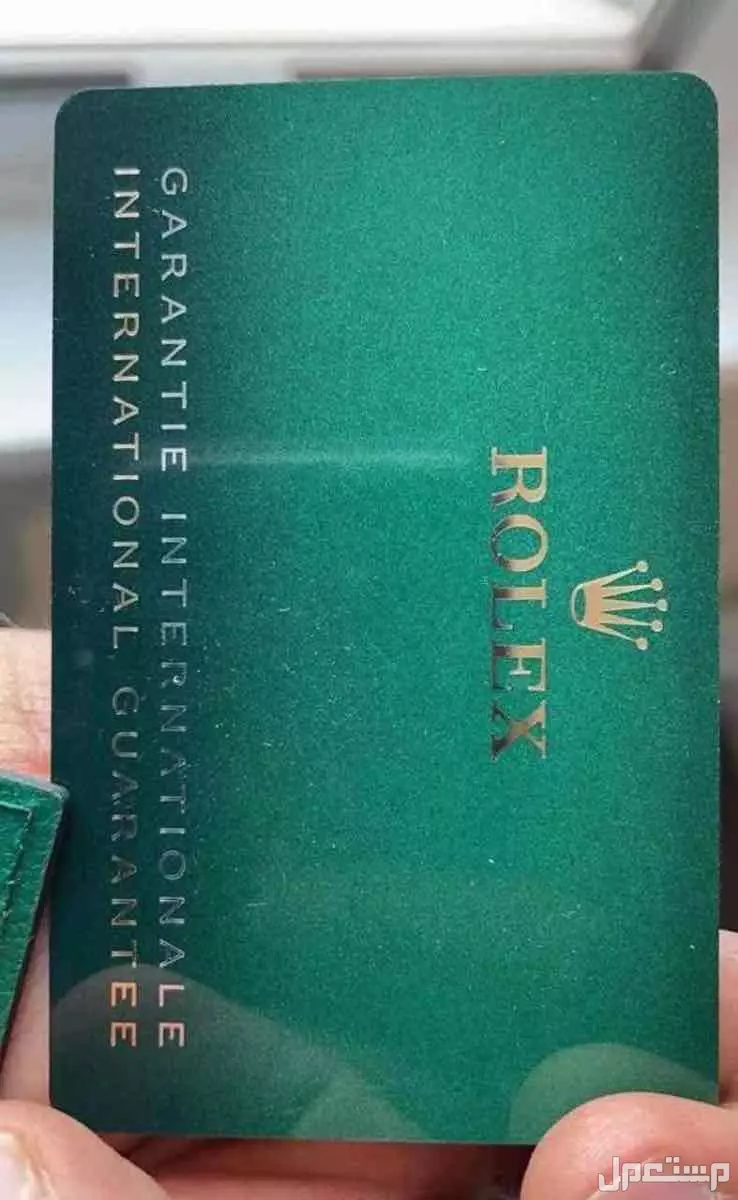 ROLEX
GARANTIE INTERNATIONALE
INTERNATIONAL GUARANTEE
مستعمل